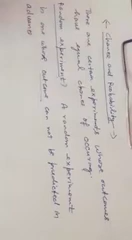 ← Chance and Probability →
There are certain experiments whose outcomes
have equal chance of occuring.
Random experiment? A random experiment
is one whose outcome can not be predicted in
advance